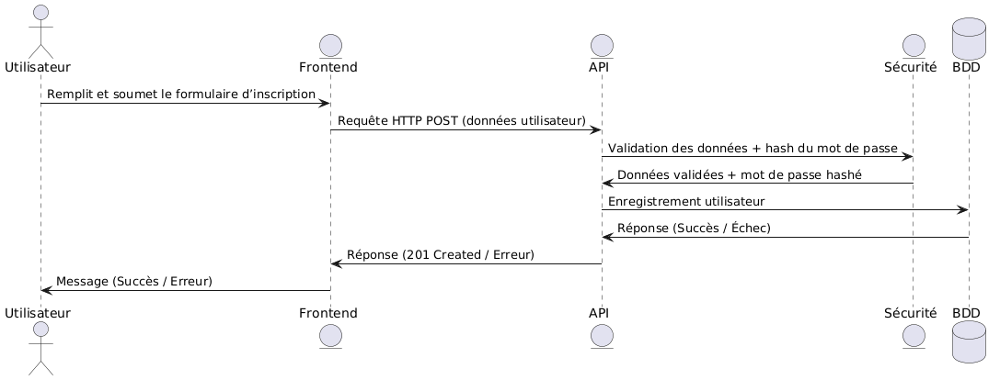 Utilisateur
Frontend
API
Sécurité
BDD
Remplit et soumet le formulaire d’inscription
Requête HTTP POST (données utilisateur)
Validation des données + hash du mot de passe
Données validées + mot de passe hashé
Enregistrement utilisateur
Réponse (Succès / Échec)
Réponse (201 Created / Erreur)
Message (Succès / Erreur)
Utilisateur
Frontend
API
Sécurité
BDD